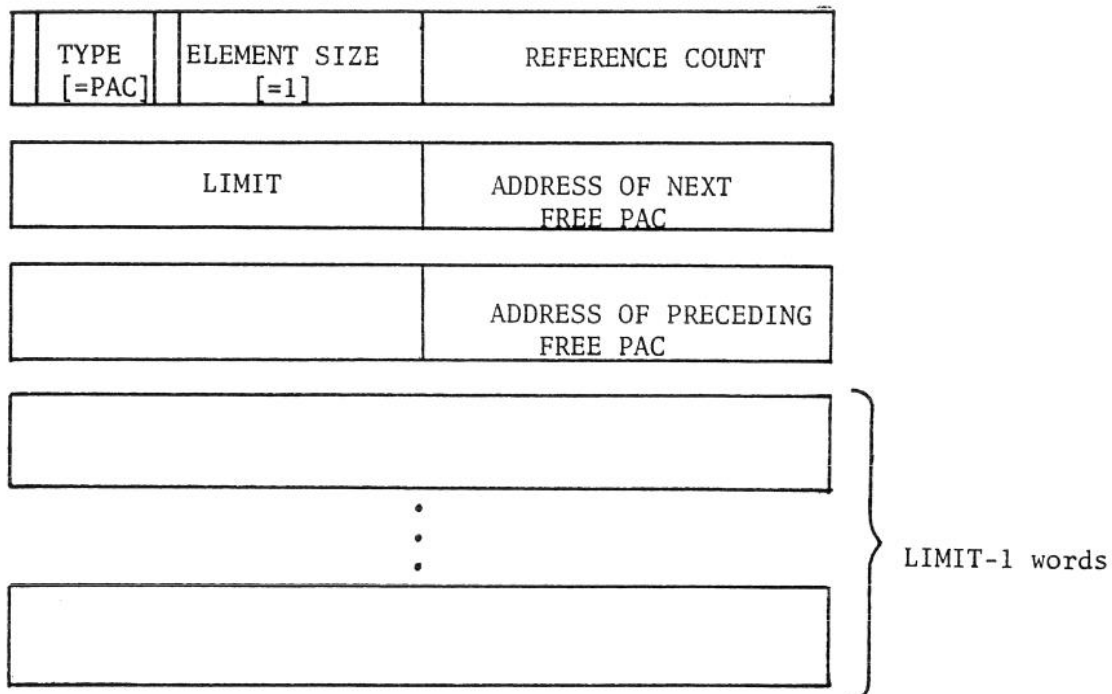 TYPE
[=PAC]
ELEMENT SIZE
[=1]
REFERENCE COUNT
LIMIT
ADDRESS OF NEXT
FREE PAC
ADDRESS OF PRECEDING
FREE PAC
LIMIT-1 words